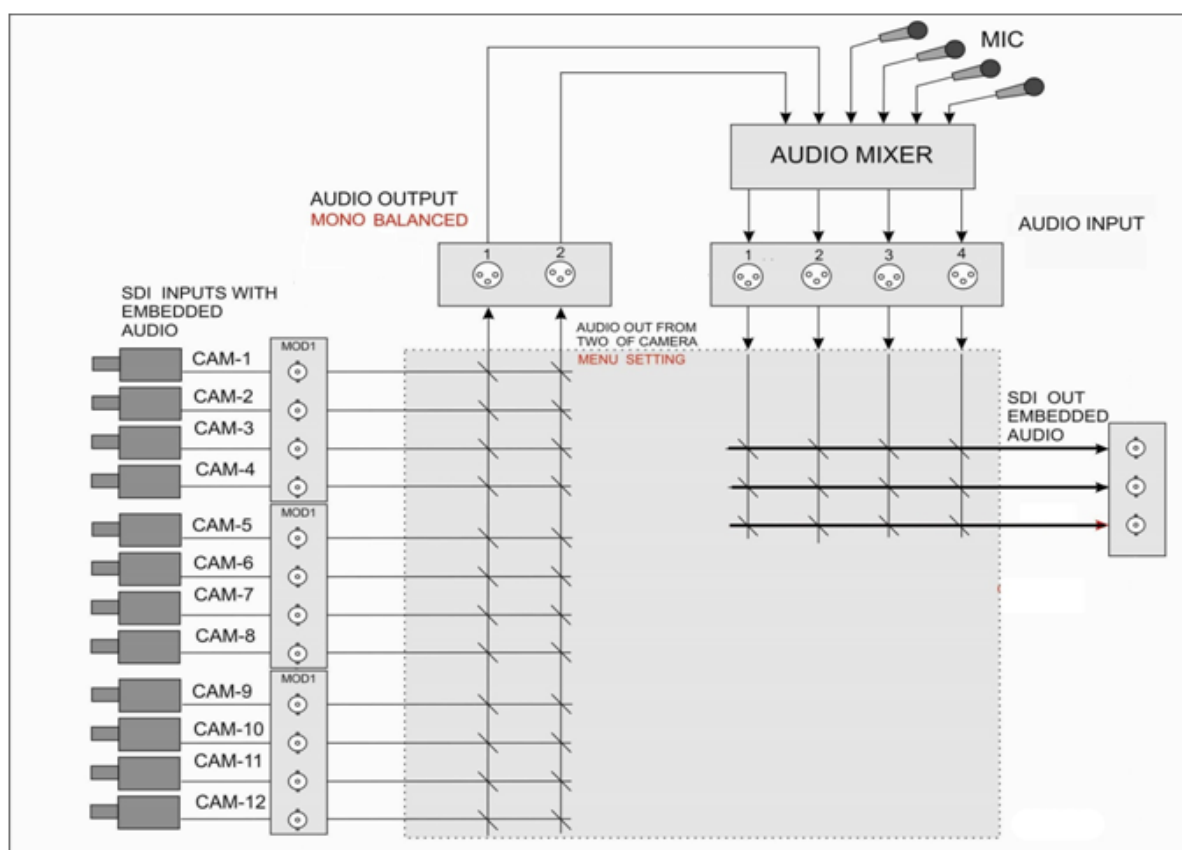 MIC
AUDIO MIXER
AUDIO OUTPUT
MONO BALANCED
AUDIO INPUT
1
2
1
2
3
4
SDI INPUTS WITH
EMBEDDED
AUDIO
AUDIO OUT FROM
TWO OF CAMERA
MENU SETTING
MOD1
CAM-1
CAM-2
CAM-3
CAM-4
SDI OUT
EMBEDDED
AUDIO
MOD1
CAM-5
CAM-6
CAM-7
CAM-8
MOD1
CAM-9
CAM-10
CAM-11
CAM-12